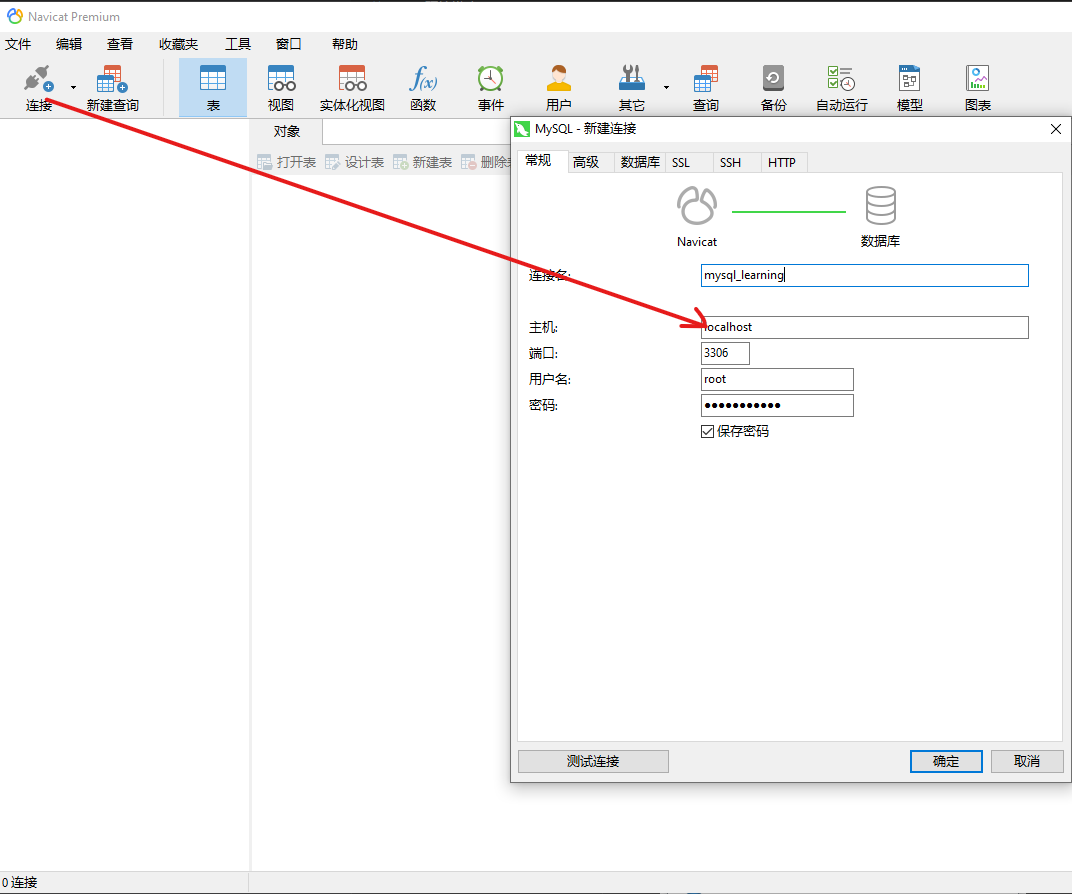 Navicat Premium
文件 编辑 查看 收藏夹 工具 窗口 帮助
f(x)
连接 新建查询 表 视图 实体化视图 函数 事件 用户 其它 查询 备份 自动运行 模型 图表
对象
打开表 设计表 新建表 删除表
MySQL - 新建连接
常规 高级 数据库 SSL SSH HTTP
Navicat 数据库
连接名: mysql_learning
主机: localhost
端口: 3306
用户名: root
密码: ●●●●●●●●●●●
保存密码
测试连接 确定 取消
0 连接